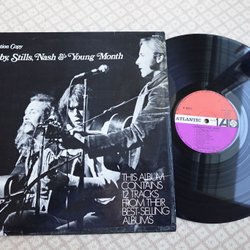 tion Copy
by, Stills, Nash & Young Month
THIS ALBUM
CONTAINS
12 TRACKS
FROM THEIR
BEST-SELLING
ALBUMS
ATLANTIC